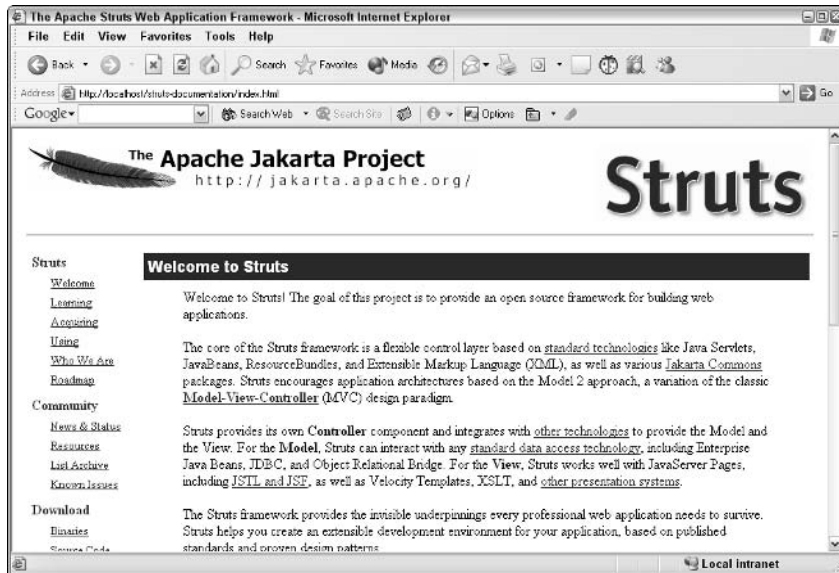 The Apache Struts Web Application Framework - Microsoft Internet Explorer
File Edit View Favorites Tools Help
Back Search Favorites Media
Address http://localhost/struts-documentation/index.html Go
Google Search Web Search Site Options
The Apache Jakarta Project
http://jakarta.apache.org/
Struts
Struts
Welcome
Learning
Acquiring
Using
Who We Are
Roadmap
Community
News & Status
Resources
List Archive
Known Issues
Download
Binaries
Source Code
Welcome to Struts
Welcome to Struts! The goal of this project is to provide an open source framework for building web
applications.
The core of the Struts framework is a flexible control layer based on standard technologies like Java Servlets,
JavaBeans, ResourceBundles, and Extensible Markup Language (XML), as well as various Jakarta Commons
packages. Struts encourages application architectures based on the Model 2 approach, a variation of the classic
Model-View-Controller (MVC) design paradigm.
Struts provides its own Controller component and integrates with other technologies to provide the Model and
the View. For the Model, Struts can interact with any standard data access technology, including Enterprise
Java Beans, JDBC, and Object Relational Bridge. For the View, Struts works well with JavaServer Pages,
including JSTL and JSF, as well as Velocity Templates, XSLT, and other presentation systems.
The Struts framework provides the invisible underpinnings every professional web application needs to survive.
Struts helps you create an extensible development environment for your application, based on published
standards and proven design patterns.
Local intranet